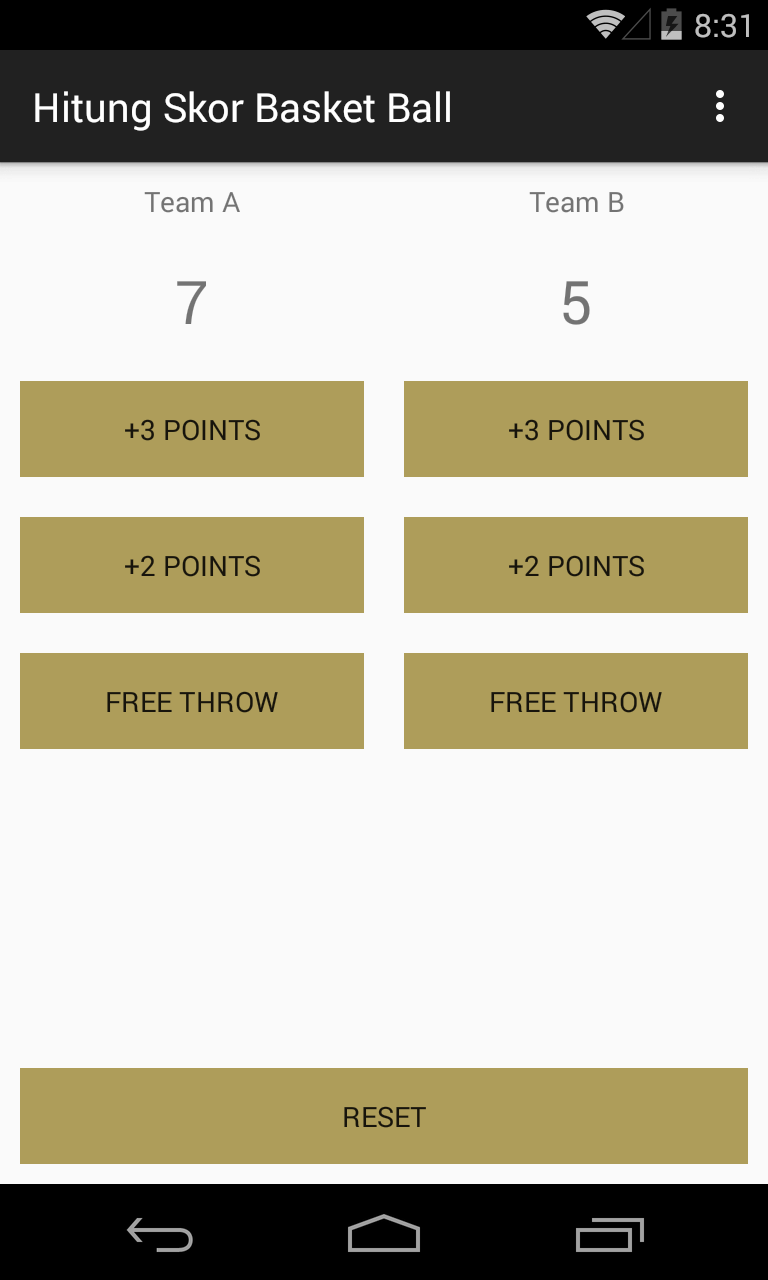 8:31
Hitung Skor Basket Ball
Team A
Team B
7
5
+3 POINTS
+3 POINTS
+2 POINTS
+2 POINTS
FREE THROW
FREE THROW
RESET